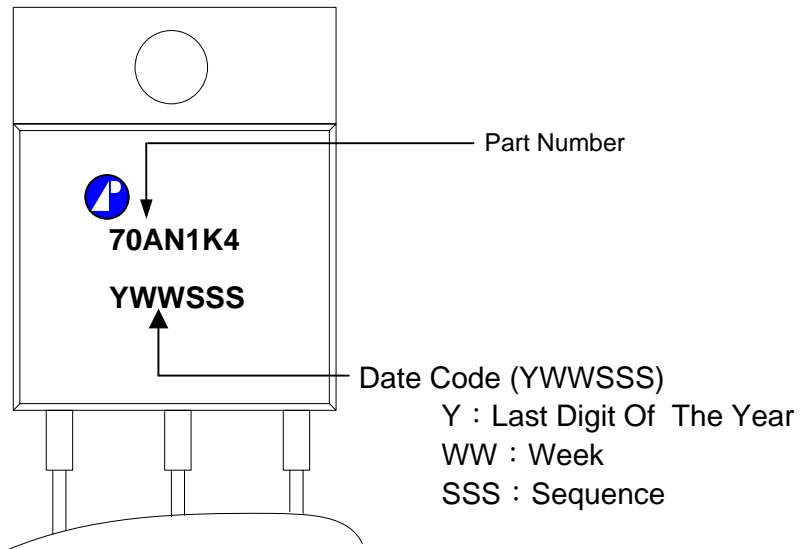 Part Number
70AN1K4
YWWSSS
Date Code (YWWSSS)
Y：Last Digit Of The Year
WW：Week
SSS：Sequence